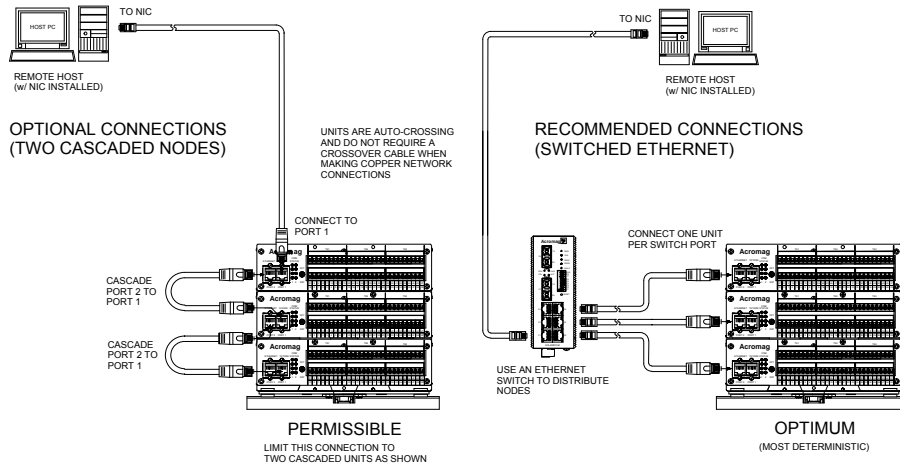 HOST PC
TO NIC
REMOTE HOST
(w/ NIC INSTALLED)
OPTIONAL CONNECTIONS
(TWO CASCADED NODES)
UNITS ARE AUTO-CROSSING
AND DO NOT REQUIRE A
CROSSOVER CABLE WHEN
MAKING COPPER NETWORK
CONNECTIONS
CONNECT TO
PORT 1
CASCADE
PORT 2 TO
PORT 1
CASCADE
PORT 2 TO
PORT 1
Acromag
Acromag
Acromag
PERMISSIBLE
LIMIT THIS CONNECTION TO
TWO CASCADED UNITS AS SHOWN
TO NIC
HOST PC
REMOTE HOST
(w/ NIC INSTALLED)
RECOMMENDED CONNECTIONS
(SWITCHED ETHERNET)
CONNECT ONE UNIT
PER SWITCH PORT
Acromag
USE AN ETHERNET
SWITCH TO DISTRIBUTE
NODES
Acromag
Acromag
Acromag
OPTIMUM
(MOST DETERMINISTIC)